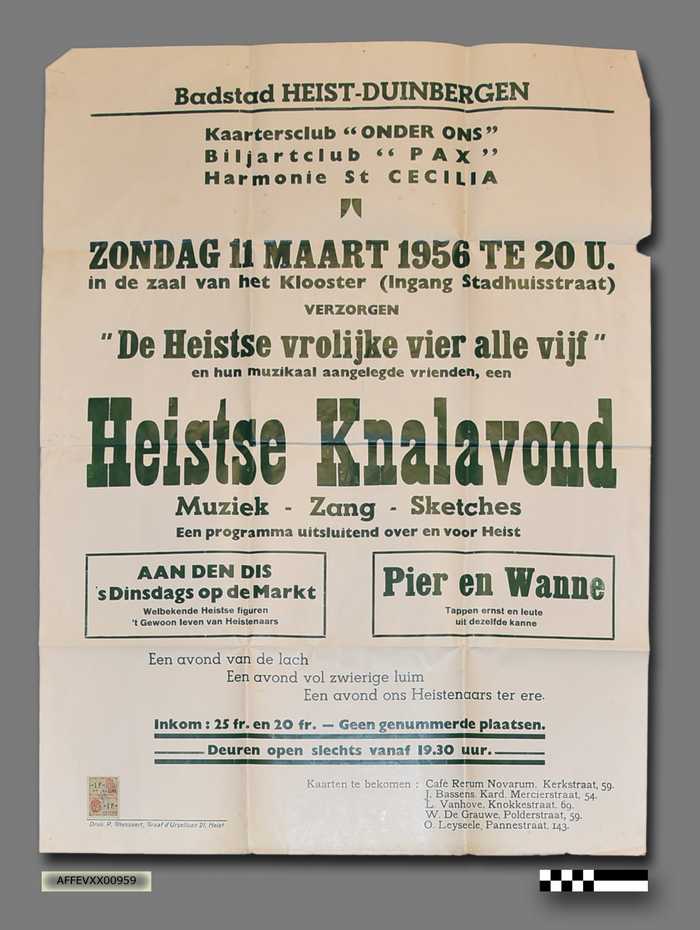 Badstad HEIST-DUINBERGEN
Kaartersclub “ONDER ONS”
Biljartclub “ PAX ”
Harmonie St CECILIA
ZONDAG 11 MAART 1956 TE 20 U.
in de zaal van het Klooster (Ingang Stadhuisstraat)
VERZORGEN
"De Heistse vrolijke vier alle vijf"
en hun muzikaal aangelegde vrienden, een
Heistse Knalavond
Muziek - Zang - Sketches
Een programma uitsluitend over en voor Heist
AAN DEN DIS
'sDinsdags op de Markt
Welbekende Heistse figuren
't Gewoon leven van Heistenaars
Pier en Wanne
Tappen ernst en leute
uit dezelfde kanne
Een avond van de lach
Een avond vol zwierige luim
Een avond ons Heistenaars ter ere.
Inkom : 25 fr. en 20 fr. — Geen genummerde plaatsen.
Deuren open slechts vanaf 19.30 uur.
Kaarten te bekomen : Café Rerum Novarum, Kerkstraat, 59.
J. Bassens, Kard. Mercierstraat, 54.
L. Vanhove, Knokkestraat, 69.
W. De Grauwe, Polderstraat, 59.
O. Leyseele, Pannestraat, 143.
Druk. P. Graaf d'Ursellaan 21, Heist
AFFEVXX00959